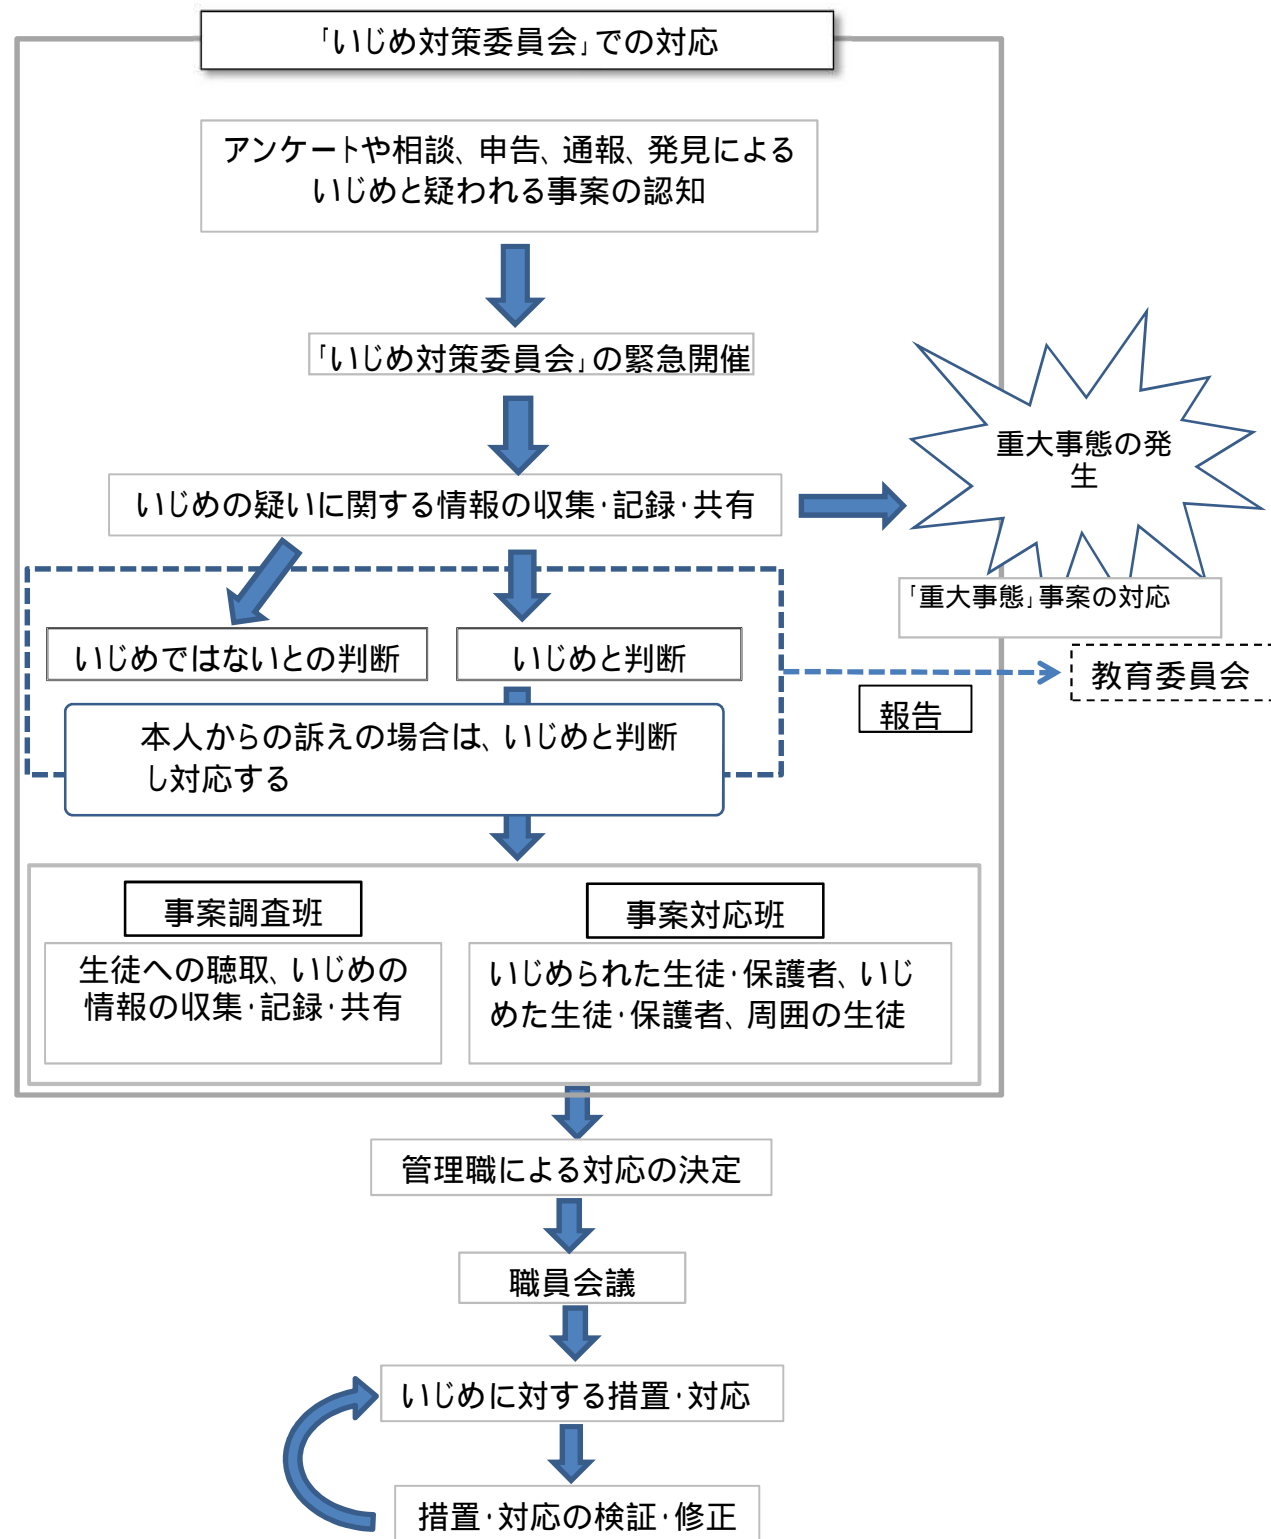 「いじめ対策委員会」での対応
アンケートや相談、申告、通報、発見による
いじめと疑われる事案の認知
「いじめ対策委員会」の緊急開催
重大事態の発
生
いじめの疑いに関する情報の収集・記録・共有
「重大事態」事案の対応
いじめではないとの判断
いじめと判断
教育委員会
報告
本人からの訴えの場合は、いじめと判断
し対応する
事案調査班
事案対応班
生徒への聴取、いじめの
情報の収集・記録・共有
いじめられた生徒・保護者、いじ
めた生徒・保護者、周囲の生徒
管理職による対応の決定
職員会議
いじめに対する措置・対応
措置・対応の検証・修正